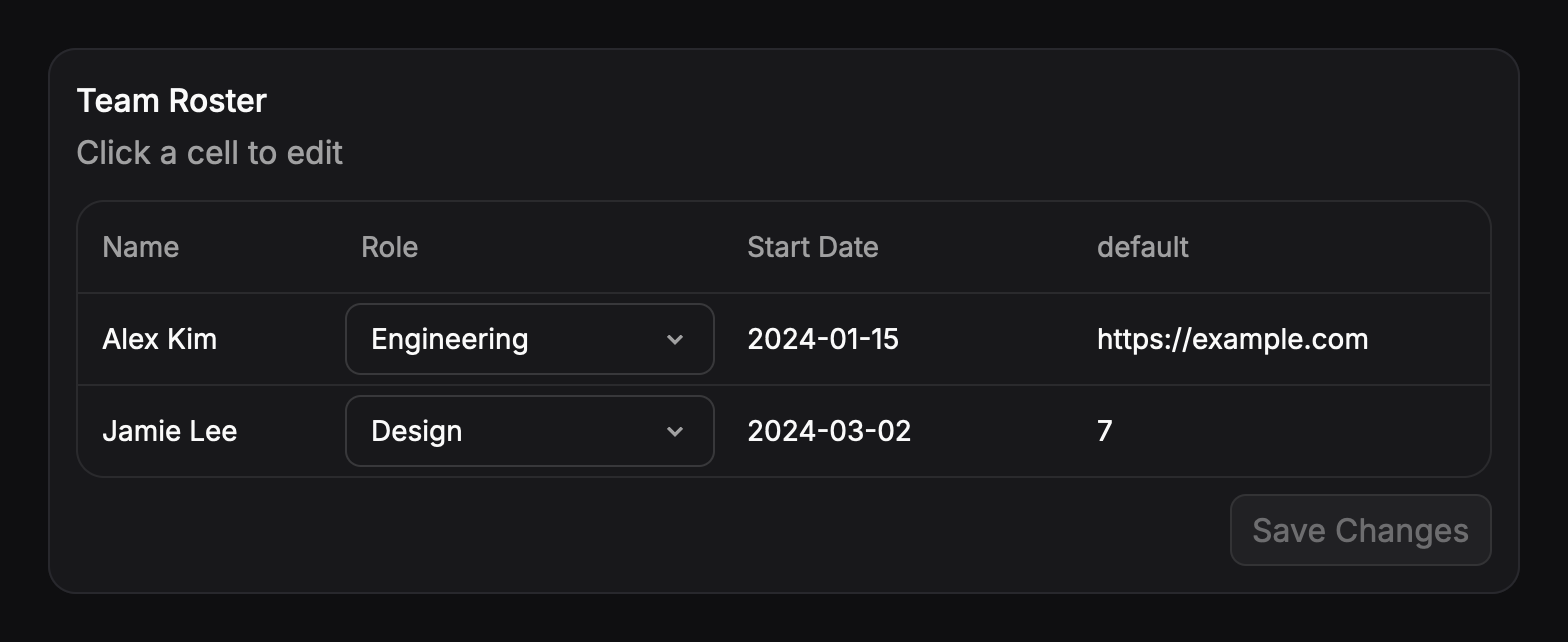 Team Roster
Click a cell to edit
Name Role Start Date default
Alex Kim Engineering 2024-01-15 https://example.com
Jamie Lee Design 2024-03-02 7
Save Changes